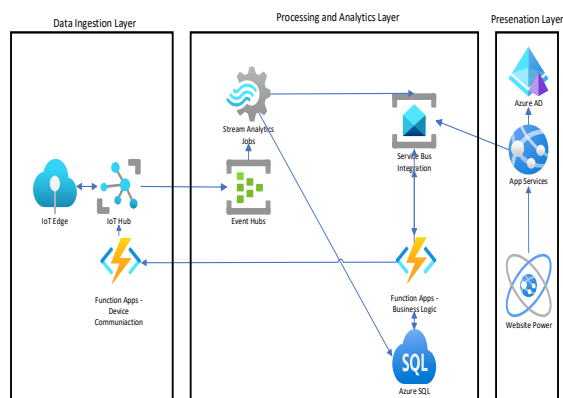 Data Ingestion Layer
Processing and Analytics Layer
Presenation Layer
Stream Analytics
Jobs
Service Bus
Integration
Azure AD
App Services
IoT Edge
IoT Hub
Event Hubs
Function Apps -
Device
Communiaction
Function Apps -
Business Logic
Website Power
SQL
Azure SQL